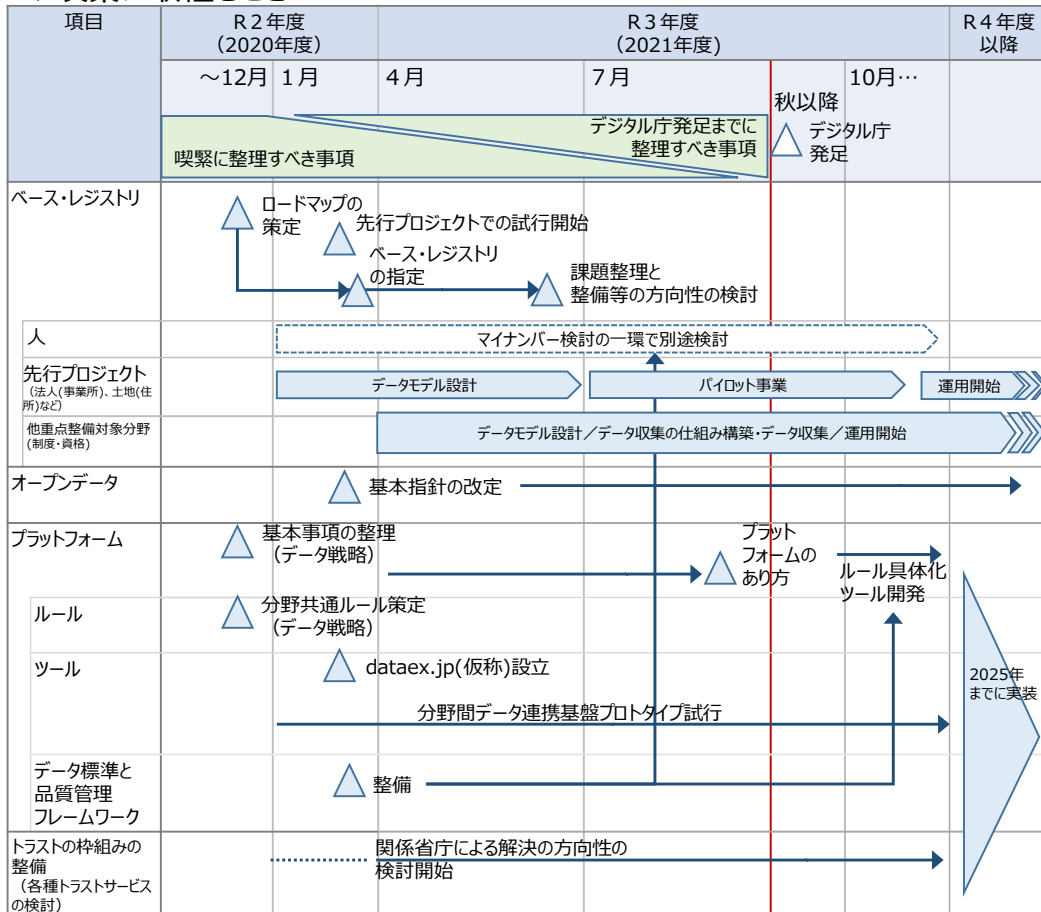 項目
R2年度
(2020年度)
R3年度
(2021年度)
R4年度
以降
～12月
1月
4月
7月
10月…
秋以降
デジタル庁
発足
喫緊に整理すべき事項
デジタル庁発足までに
整理すべき事項
ベース・レジストリ
ロードマップの
策定
先行プロジェクトでの試行開始
ベース・レジストリ
の指定
課題整理と
整備等の方向性の検討
人
マイナンバー検討の一環で別途検討
先行プロジェクト
(法人(事業所)、土地(住
所)など)
データモデル設計
パイロット事業
運用開始
他重点整備対象分野
(制度・資格)
データモデル設計／データ収集の仕組み構築・データ収集／運用開始
オープンデータ
基本指針の改定
プラットフォーム
基本事項の整理
(データ戦略)
プラット
フォームの
あり方
ルール具体化
ツール開発
ルール
分野共通ルール策定
(データ戦略)
ツール
dataex.jp(仮称)設立
分野間データ連携基盤プロトタイプ試行
2025年
までに実装
データ標準と
品質管理
フレームワーク
整備
トラストの枠組みの
整備
(各種トラストサービス
の検討)
関係省庁による解決の方向性の
検討開始